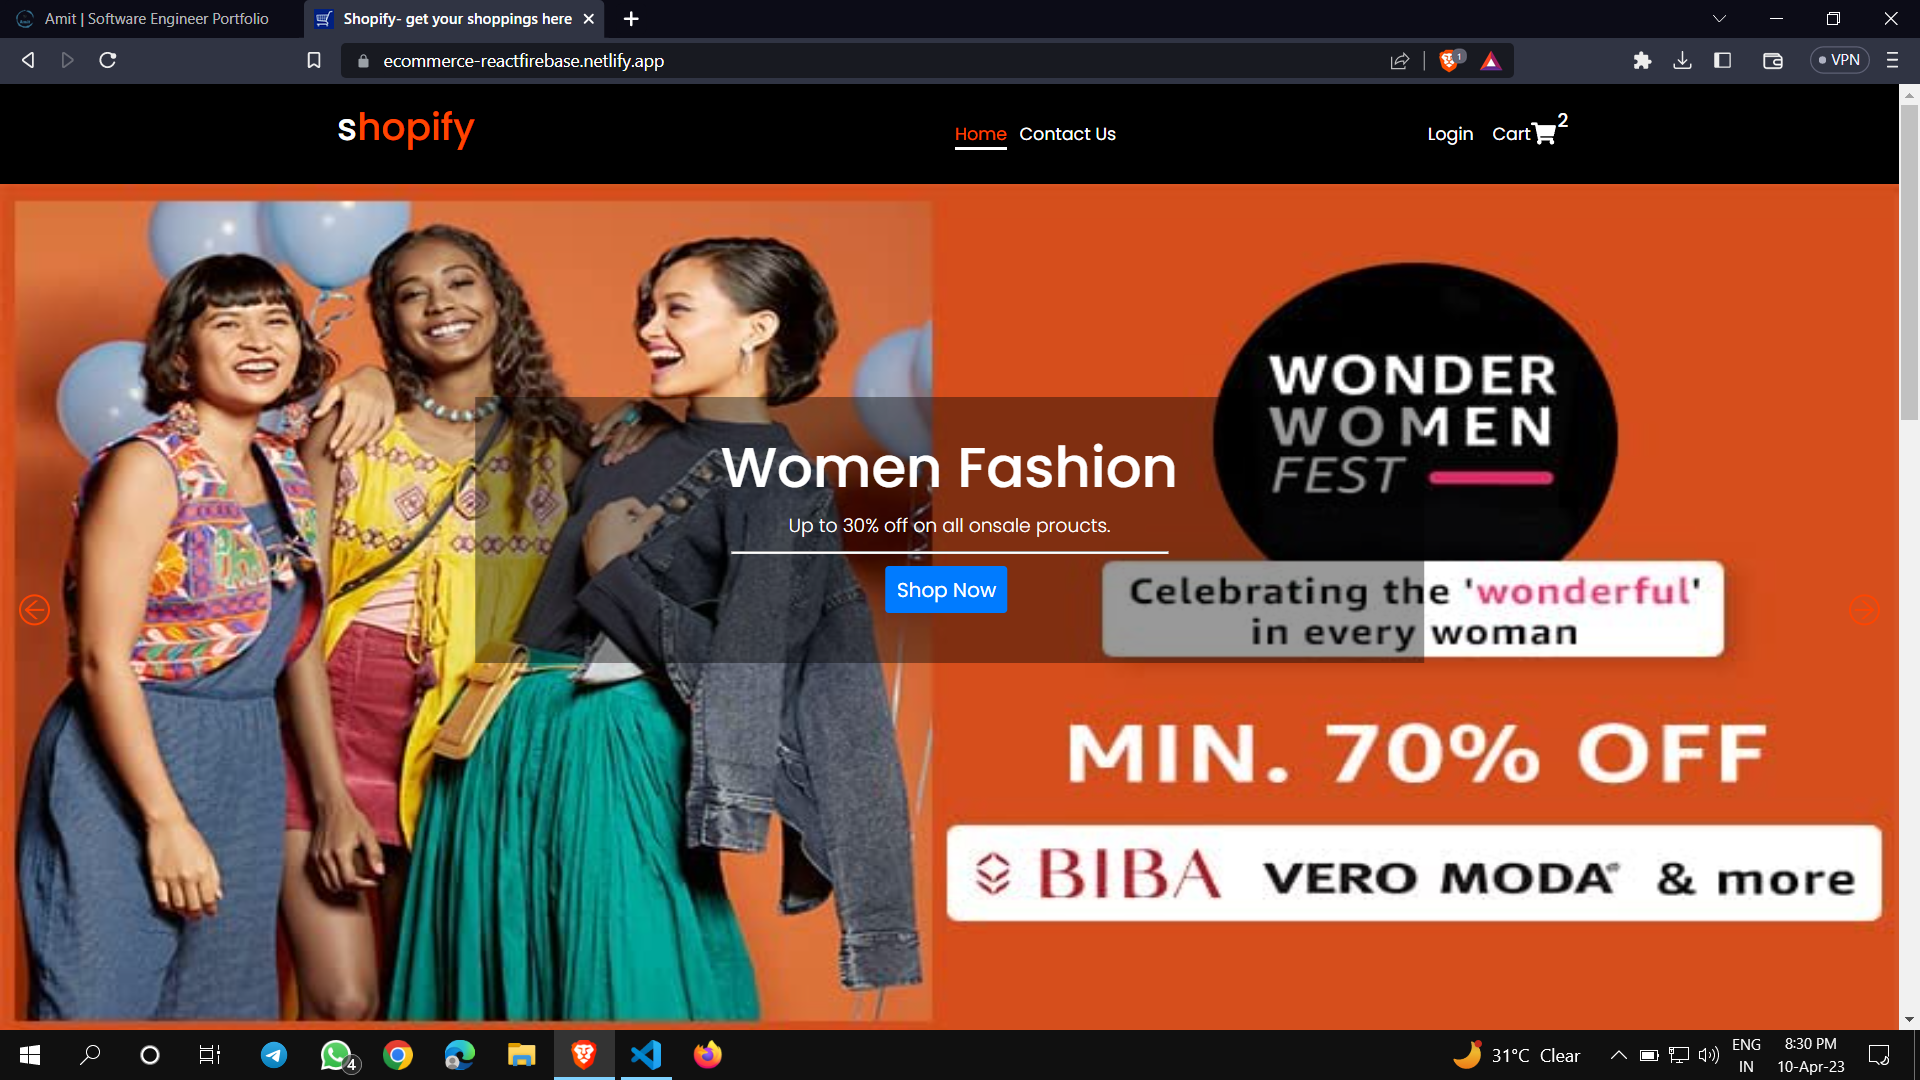 Amit | Software Engineer Portfolio
Shopify- get your shoppings here
ecommerce-reactfirebase.netlify.app
1
VPN
shopify
Home
Contact Us
Login
Cart
2
WONDER
WOMEN
FEST
Women Fashion
Up to 30% off on all onsale proucts.
Shop Now
Celebrating the 'wonderful'
in every woman
MIN. 70% OFF
BIBA VERO MODA® & more
4
31°C Clear
ENG
IN
8:30 PM
10-Apr-23